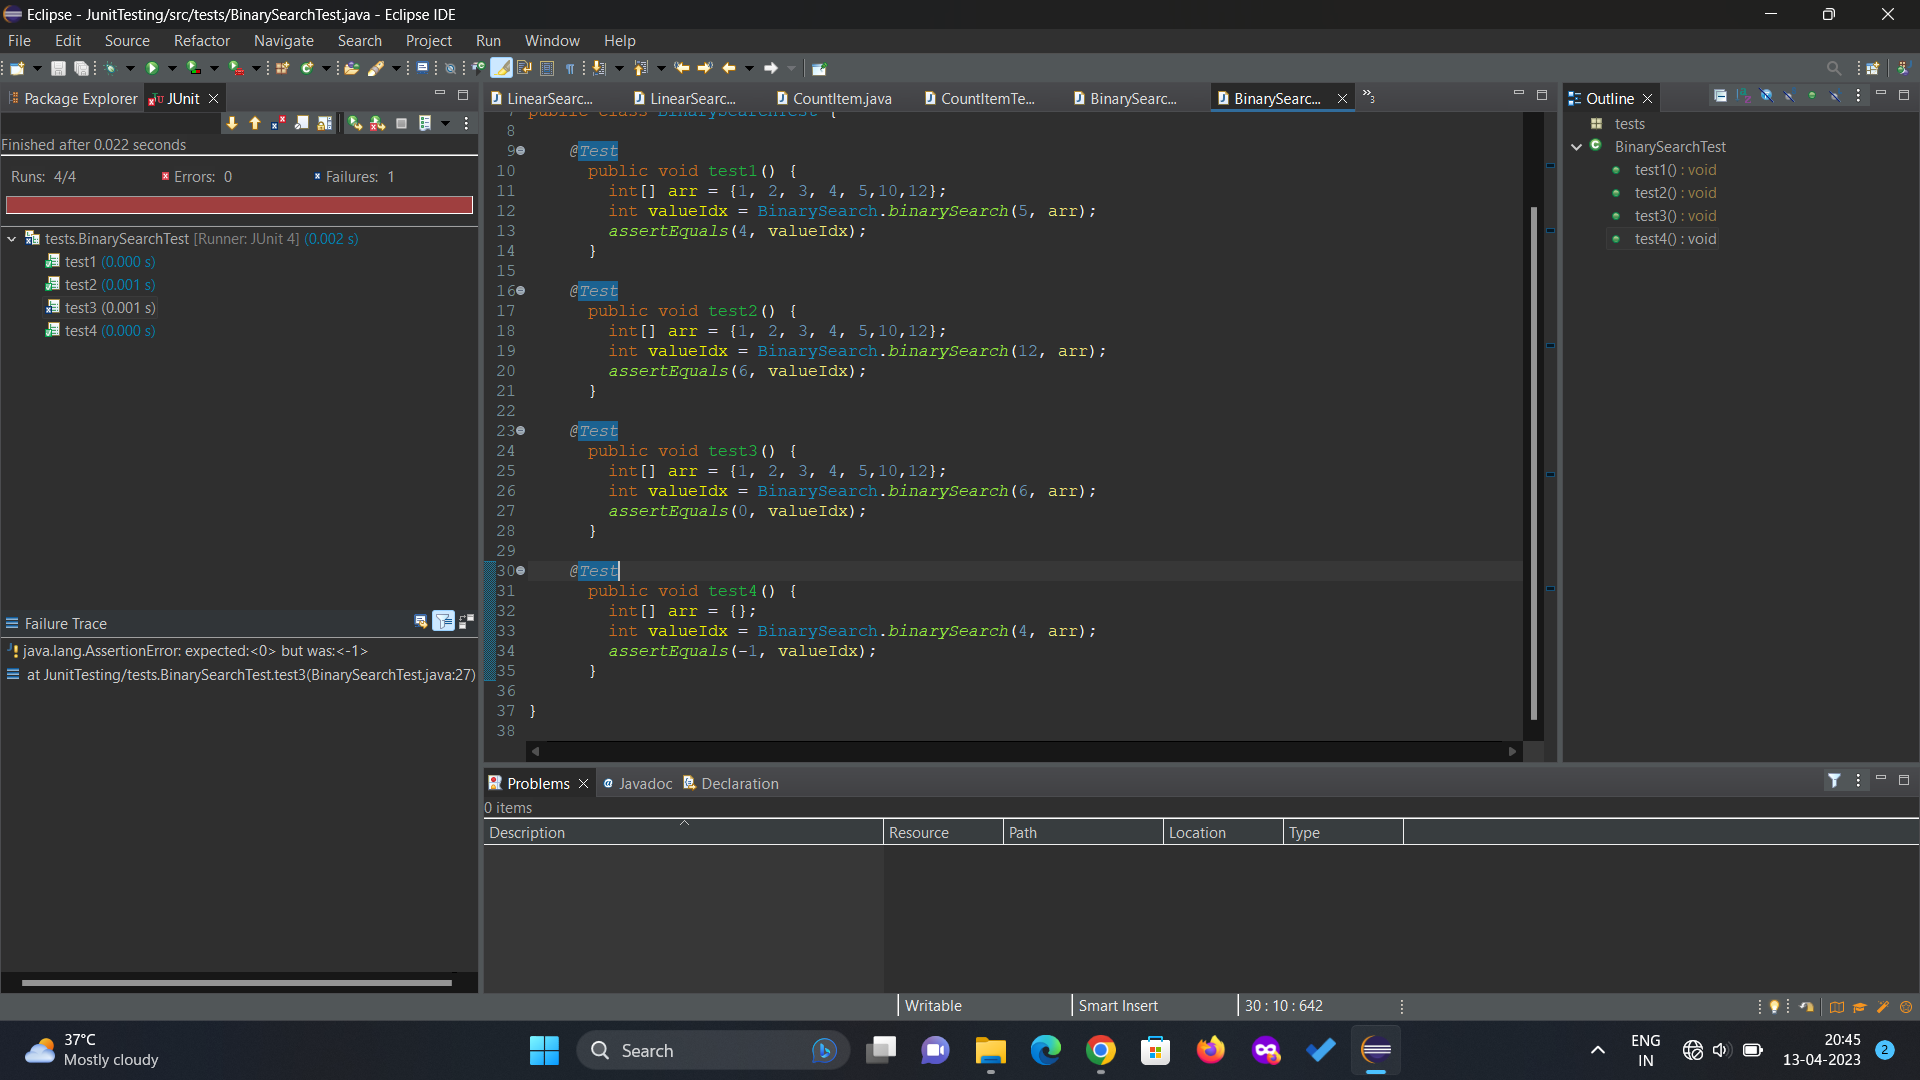 Eclipse - JunitTesting/src/tests/BinarySearchTest.java - Eclipse IDE
File Edit Source Refactor Navigate Search Project Run Window Help
Package Explorer JUnit
Finished after 0.022 seconds
Runs: 4/4 Errors: 0 Failures: 1
tests.BinarySearchTest [Runner: JUnit 4] (0.002 s)
test1 (0.000 s)
test2 (0.001 s)
test3 (0.001 s)
test4 (0.000 s)
Failure Trace
java.lang.AssertionError: expected:<0> but was:<-1>
at JunitTesting/tests.BinarySearchTest.test3(BinarySearchTest.java:27)
LinearSearc... LinearSearc... CountItem.java CountItemTe... BinarySearc... BinarySearc... »3
7 public class BinarySearchTest {
8
9 @Test
10 public void test1() {
11 int[] arr = {1, 2, 3, 4, 5,10,12};
12 int valueIdx = BinarySearch.binarySearch(5, arr);
13 assertEquals(4, valueIdx);
14 }
15
16 @Test
17 public void test2() {
18 int[] arr = {1, 2, 3, 4, 5,10,12};
19 int valueIdx = BinarySearch.binarySearch(12, arr);
20 assertEquals(6, valueIdx);
21 }
22
23 @Test
24 public void test3() {
25 int[] arr = {1, 2, 3, 4, 5,10,12};
26 int valueIdx = BinarySearch.binarySearch(6, arr);
27 assertEquals(0, valueIdx);
28 }
29
30 @Test
31 public void test4() {
32 int[] arr = {};
33 int valueIdx = BinarySearch.binarySearch(4, arr);
34 assertEquals(-1, valueIdx);
35 }
36
37 }
38
Outline
tests
BinarySearchTest
test1() : void
test2() : void
test3() : void
test4() : void
Problems Javadoc Declaration
0 items
Description Resource Path Location Type
Writable Smart Insert 30 : 10 : 642
37°C
Mostly cloudy
Search
ENG
IN
20:45
13-04-2023
2